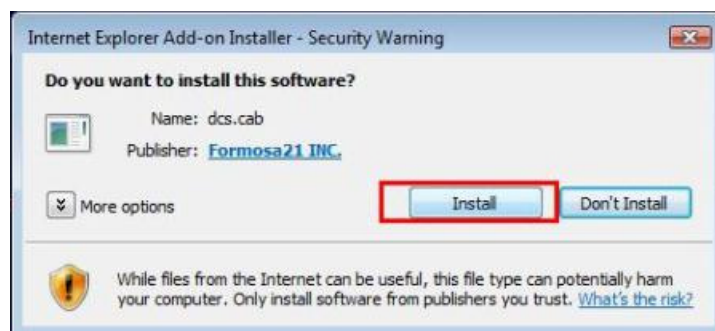 Internet Explorer Add-on Installer - Security Warning
Do you want to install this software?
Name: dcs.cab
Publisher: Formosa21 INC.
More options
Install
Don't Install
While files from the Internet can be useful, this file type can potentially harm
your computer. Only install software from publishers you trust. What's the risk?